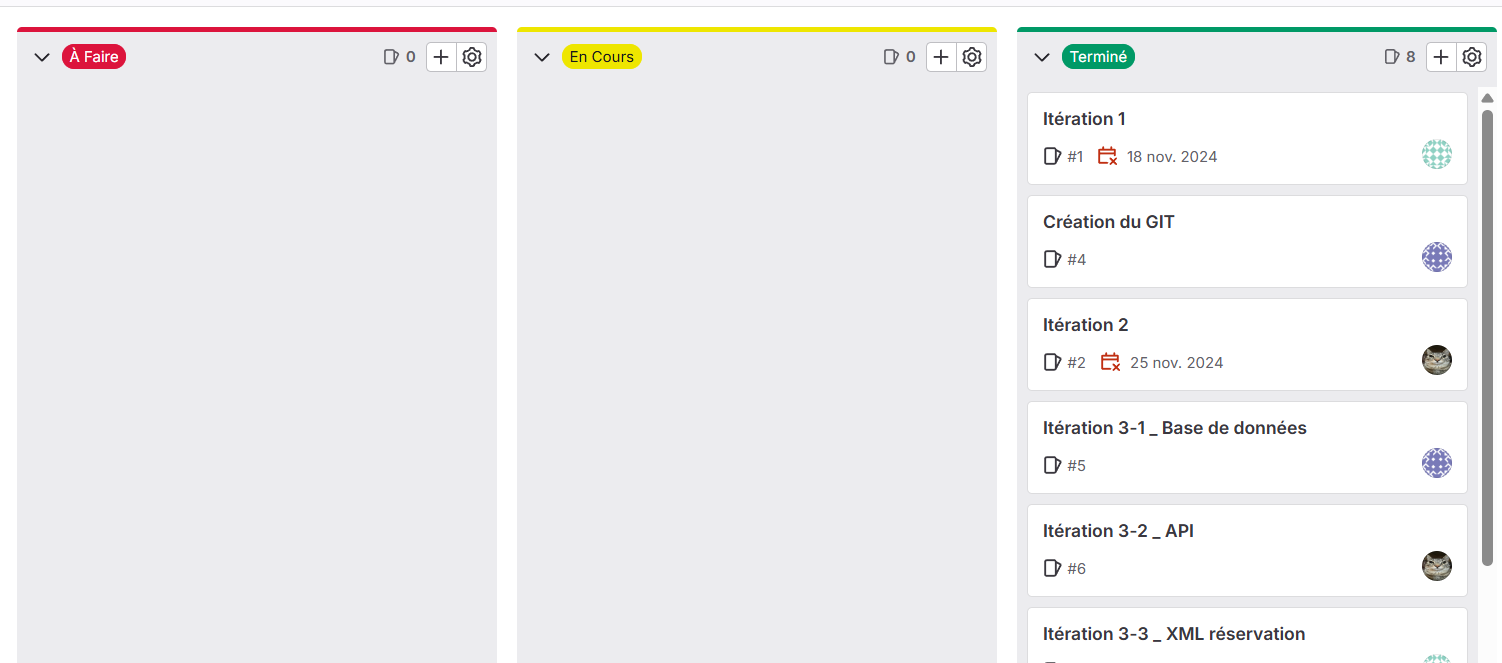 À Faire
0
En Cours
0
Terminé
8
Itération 1
#1 18 nov. 2024
Création du GIT
#4
Itération 2
#2 25 nov. 2024
Itération 3-1 _ Base de données
#5
Itération 3-2 _ API
#6
Itération 3-3 _ XML réservation